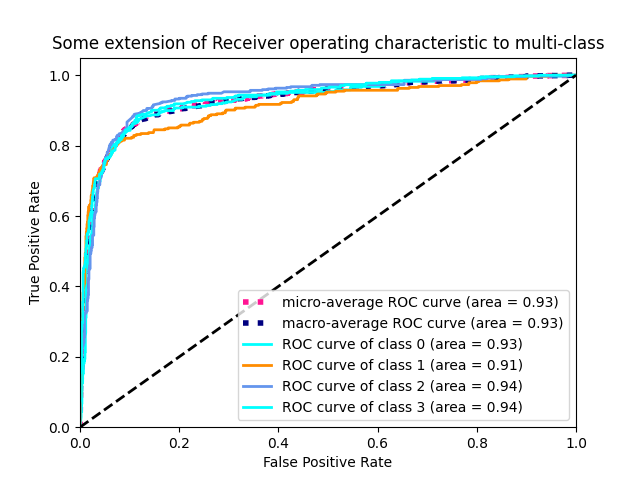 Some extension of Receiver operating characteristic to multi-class
1.0
0.8
0.6
0.4
0.2
0.0
True Positive Rate
micro-average ROC curve (area = 0.93)
macro-average ROC curve (area = 0.93)
ROC curve of class 0 (area = 0.93)
ROC curve of class 1 (area = 0.91)
ROC curve of class 2 (area = 0.94)
ROC curve of class 3 (area = 0.94)
0.0 0.2 0.4 0.6 0.8 1.0
False Positive Rate